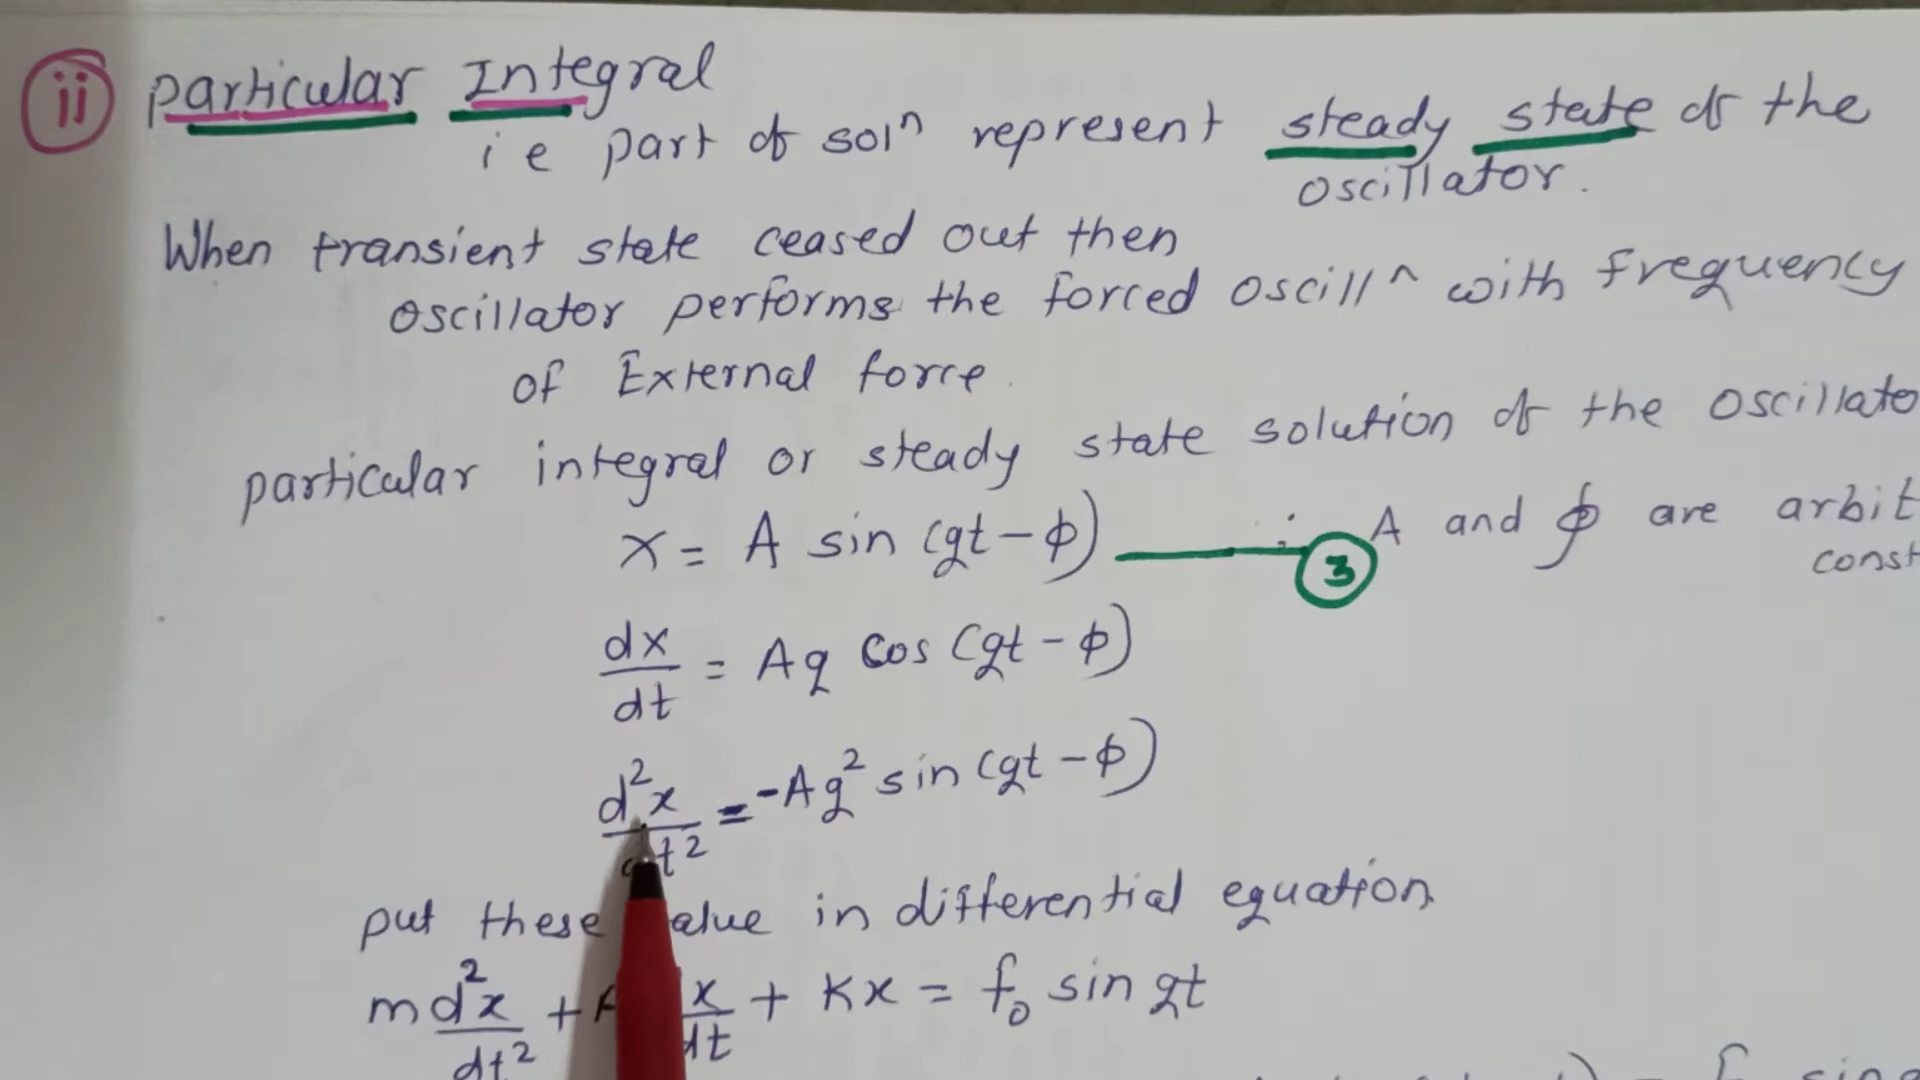 ii particular Integral
i e part of solⁿ represent steady state of the
oscillator.
When transient state ceased out then
oscillator performs the forced oscill^ with frequency
of External force.
particular integral or steady state solution of the oscillato
x = A sin (qt - φ) ③ A and φ are arbit
const
dx/dt = Aq cos (qt - φ)
d²x/dt² = -Aq² sin (qt - φ)
put these value in differential equation
m d²x/dt² + x/dt + Kx = f₀ sin qt